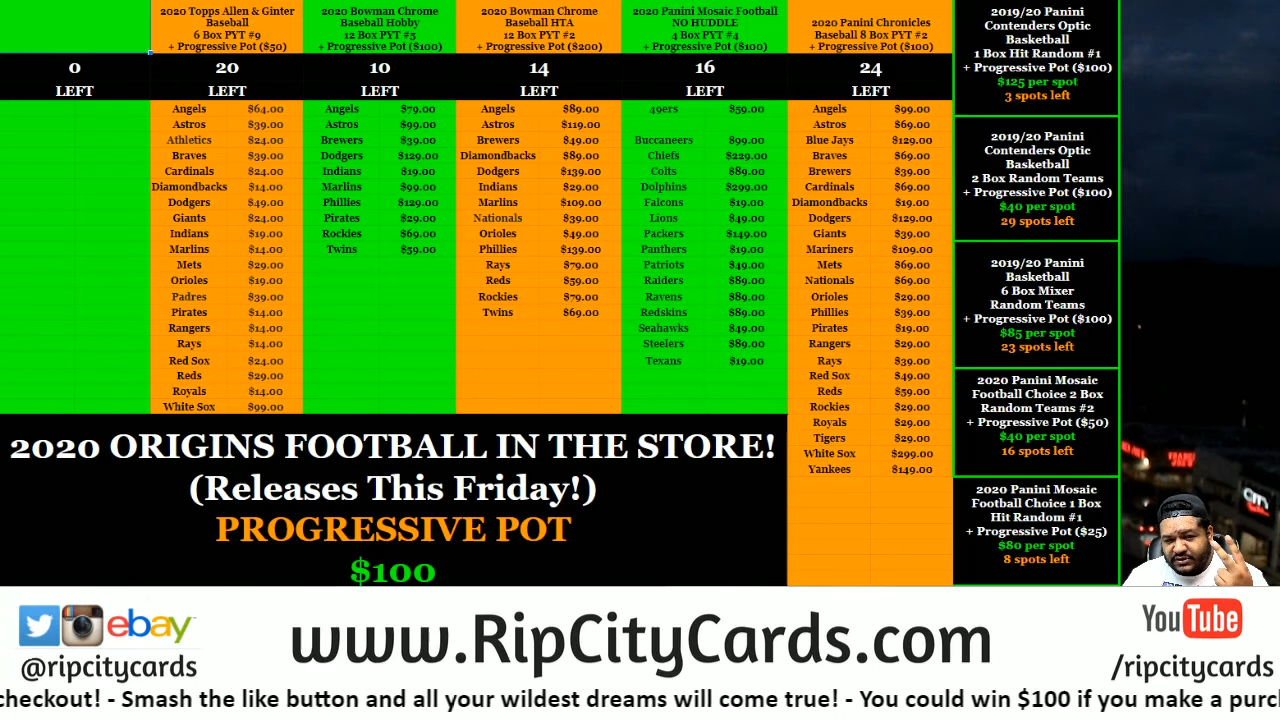 0
LEFT
2020 Topps Allen & Ginter
Baseball
6 Box PYT #9
+ Progressive Pot ($50)
20
LEFT
Angels $64.00
Astros $39.00
Athletics $24.00
Braves $39.00
Cardinals $24.00
Diamondbacks $14.00
Dodgers $49.00
Giants $24.00
Indians $19.00
Marlins $14.00
Mets $29.00
Orioles $19.00
Padres $39.00
Pirates $14.00
Rangers $14.00
Rays $14.00
Red Sox $24.00
Reds $29.00
Royals $14.00
White Sox $99.00
2020 Bowman Chrome
Baseball Hobby
12 Box PYT #5
+ Progressive Pot ($100)
10
LEFT
Angels $79.00
Astros $99.00
Brewers $39.00
Dodgers $129.00
Indians $19.00
Marlins $99.00
Phillies $129.00
Pirates $29.00
Rockies $69.00
Twins $59.00
2020 Bowman Chrome
Baseball HTA
12 Box PYT #2
+ Progressive Pot ($200)
14
LEFT
Angels $89.00
Astros $119.00
Brewers $49.00
Diamondbacks $89.00
Dodgers $139.00
Indians $29.00
Marlins $109.00
Nationals $39.00
Orioles $49.00
Phillies $139.00
Rays $79.00
Reds $59.00
Rockies $79.00
Twins $69.00
2020 Panini Mosaic Football
NO HUDDLE
4 Box PYT #4
+ Progressive Pot ($100)
16
LEFT
49ers $59.00
Buccaneers $99.00
Chiefs $229.00
Colts $89.00
Dolphins $299.00
Falcons $19.00
Lions $49.00
Packers $149.00
Panthers $19.00
Patriots $49.00
Raiders $89.00
Ravens $89.00
Redskins $89.00
Seahawks $49.00
Steelers $89.00
Texans $19.00
2020 Panini Chronicles
Baseball 8 Box PYT #2
+ Progressive Pot ($100)
24
LEFT
Angels $99.00
Astros $69.00
Blue Jays $129.00
Braves $69.00
Brewers $39.00
Cardinals $69.00
Diamondbacks $19.00
Dodgers $129.00
Giants $39.00
Mariners $109.00
Mets $69.00
Nationals $69.00
Orioles $29.00
Phillies $39.00
Pirates $19.00
Rangers $29.00
Rays $39.00
Red Sox $49.00
Reds $59.00
Rockies $29.00
Royals $29.00
Tigers $29.00
White Sox $299.00
Yankees $149.00
2019/20 Panini
Contenders Optic
Basketball
1 Box Hit Random #1
+ Progressive Pot ($100)
$125 per spot
3 spots left
2019/20 Panini
Contenders Optic
Basketball
2 Box Random Teams
+ Progressive Pot ($100)
$40 per spot
29 spots left
2019/20 Panini
Basketball
6 Box Mixer
Random Teams
+ Progressive Pot ($100)
$85 per spot
23 spots left
2020 Panini Mosaic
Football Choice 2 Box
Random Teams #2
+ Progressive Pot ($50)
$40 per spot
16 spots left
2020 Panini Mosaic
Football Choice 1 Box
Hit Random #1
+ Progressive Pot ($25)
$80 per spot
8 spots left
2020 ORIGINS FOOTBALL IN THE STORE!
(Releases This Friday!)
PROGRESSIVE POT
$100
ebay
@ripcitycards
www.RipCityCards.com
YouTube
/ripcitycards
checkout! - Smash the like button and all your wildest dreams will come true! - You could win $100 if you make a purc